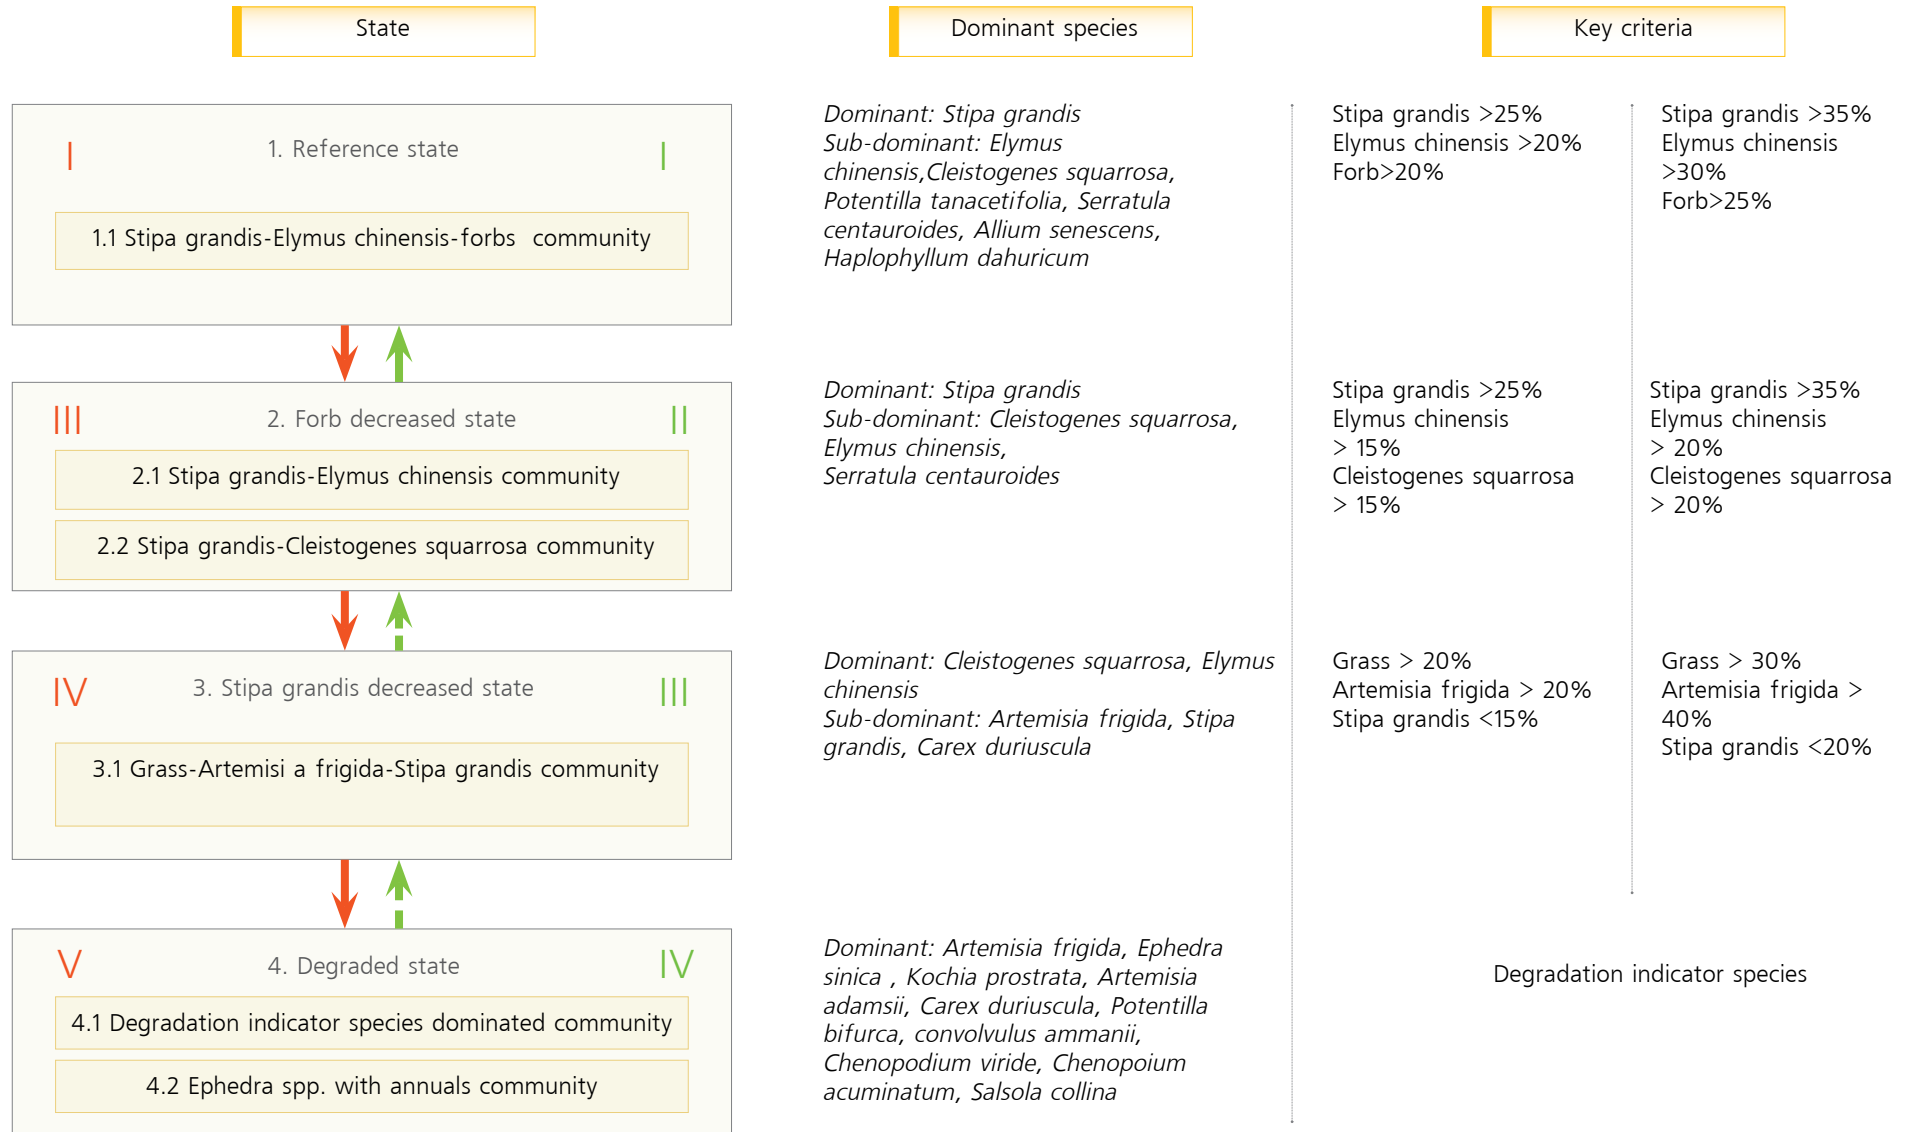 State
Dominant species
Key criteria
I
1. Reference state
I
1.1 Stipa grandis-Elymus chinensis-forbs  community
Dominant: Stipa grandis
Sub-dominant: Elymus
chinensis,Cleistogenes squarrosa,
Potentilla tanacetifolia, Serratula
centauroides, Allium senescens,
Haplophyllum dahuricum
Stipa grandis >25%
Elymus chinensis >20%
Forb>20%
Stipa grandis >35%
Elymus chinensis
>30%
Forb>25%
III
2. Forb decreased state
II
2.1 Stipa grandis-Elymus chinensis community
2.2 Stipa grandis-Cleistogenes squarrosa community
Dominant: Stipa grandis
Sub-dominant: Cleistogenes squarrosa,
Elymus chinensis,
Serratula centauroides
Stipa grandis >25%
Elymus chinensis
> 15%
Cleistogenes squarrosa
> 15%
Stipa grandis >35%
Elymus chinensis
> 20%
Cleistogenes squarrosa
> 20%
IV
3. Stipa grandis decreased state
III
3.1 Grass-Artemisi a frigida-Stipa grandis community
Dominant: Cleistogenes squarrosa, Elymus
chinensis
Sub-dominant: Artemisia frigida, Stipa
grandis, Carex duriuscula
Grass > 20%
Artemisia frigida > 20%
Stipa grandis <15%
Grass > 30%
Artemisia frigida >
40%
Stipa grandis <20%
V
4. Degraded state
IV
4.1 Degradation indicator species dominated community
4.2 Ephedra spp. with annuals community
Dominant: Artemisia frigida, Ephedra
sinica , Kochia prostrata, Artemisia
adamsii, Carex duriuscula, Potentilla
bifurca, convolvulus ammanii,
Chenopodium viride, Chenopoium
acuminatum, Salsola collina
Degradation indicator species